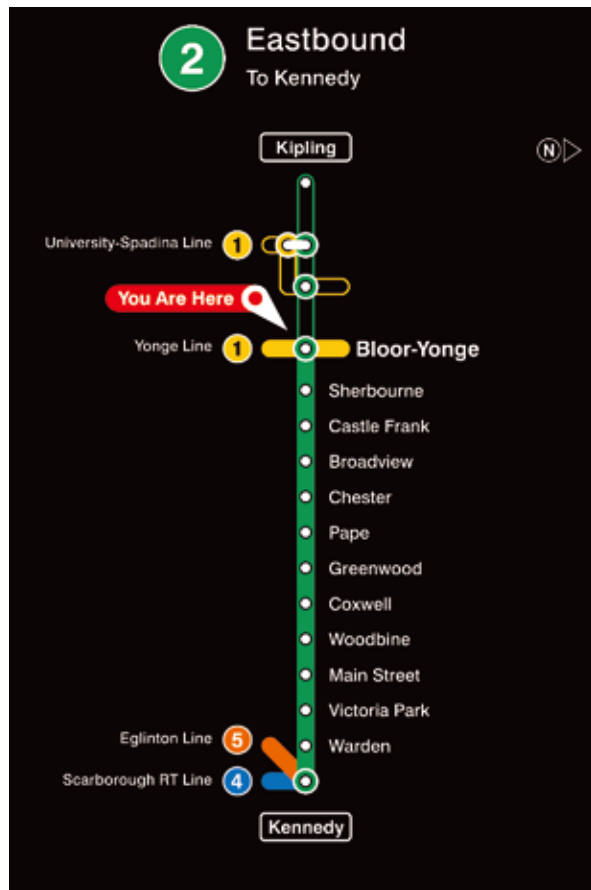 2
Eastbound
To Kennedy
Kipling
N
University-Spadina Line 1
You Are Here
Yonge Line 1 Bloor-Yonge
Sherbourne
Castle Frank
Broadview
Chester
Pape
Greenwood
Coxwell
Woodbine
Main Street
Victoria Park
Eglinton Line 5
Warden
Scarborough RT Line 4
Kennedy